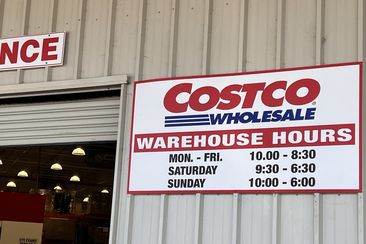 NCE
COSTCO
WHOLESALE
WAREHOUSE HOURS
MON. - FRI. 10.00 - 8:30
SATURDAY 9:30 - 6:30
SUNDAY 10:00 - 6:00